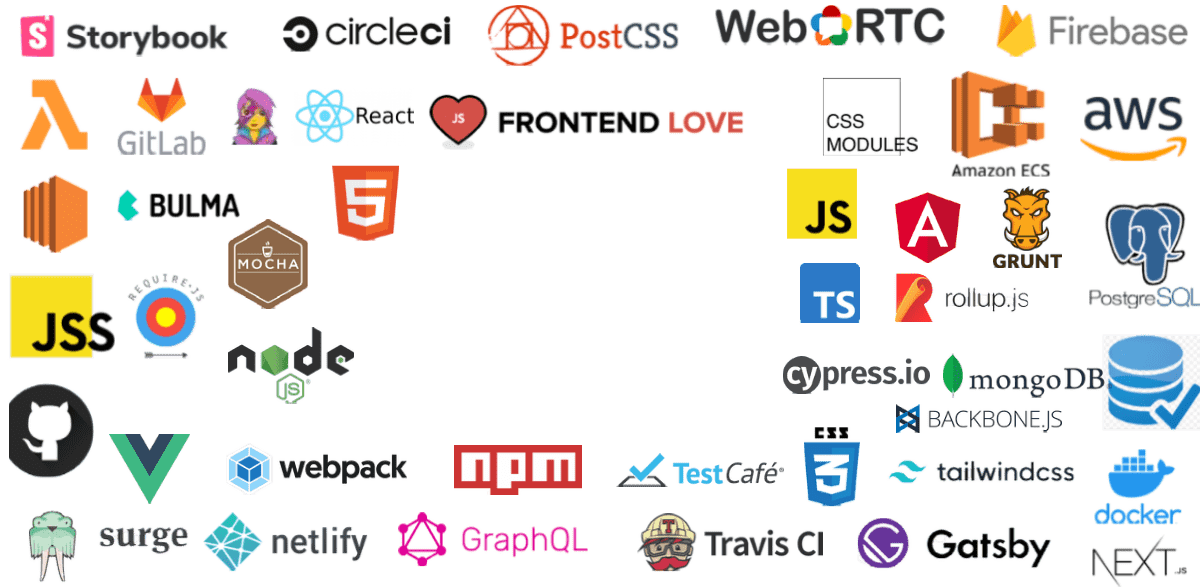 S Storybook
circleci
PostCSS
WebRTC
Firebase
GitLab
React
JS
FRONTEND LOVE
CSS
MODULES
Amazon ECS
aws
5
BULMA
MOCHA
JS
A
GRUNT
PostgreSQL
JSS
REQUIRE·JS
TS
rollup.js
node
JS®
cypress.io
mongoDB
BACKBONE.JS
webpack
npm
TestCafé®
CSS
3
tailwindcss
docker
surge
netlify
GraphQL
T
Travis CI
G
Gatsby
NEXT.JS